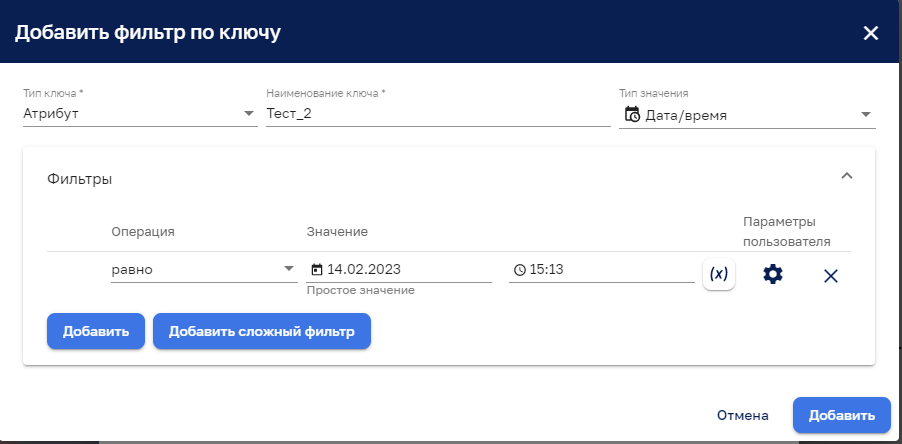 Добавить фильтр по ключу
Тип ключа * Наименование ключа * Тип значения
Атрибут Тест_2 Дата/время
Фильтры
Операция Значение Параметры
пользователя
равно 14.02.2023 15:13 (x)
Простое значение
Добавить Добавить сложный фильтр
Отмена Добавить